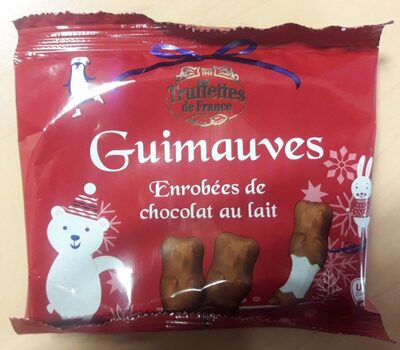 Truffettes
de France
Guimauves
Enrobées de
chocolat au lait